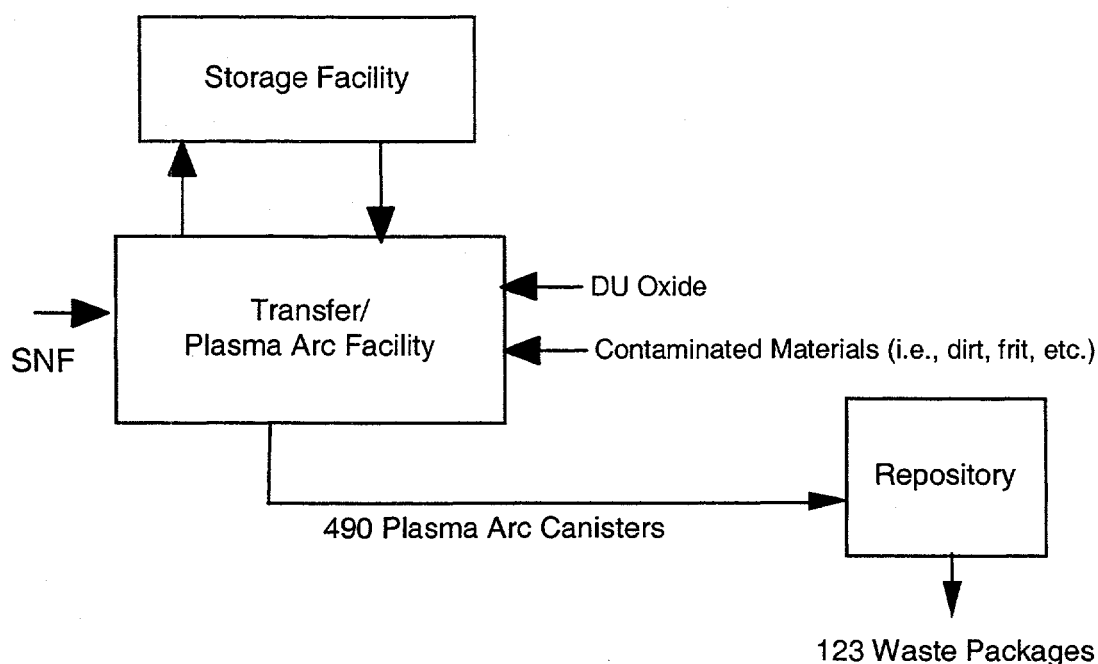 Storage Facility
Transfer/
Plasma Arc Facility
SNF
DU Oxide
Contaminated Materials (i.e., dirt, frit, etc.)
Repository
490 Plasma Arc Canisters
123 Waste Packages